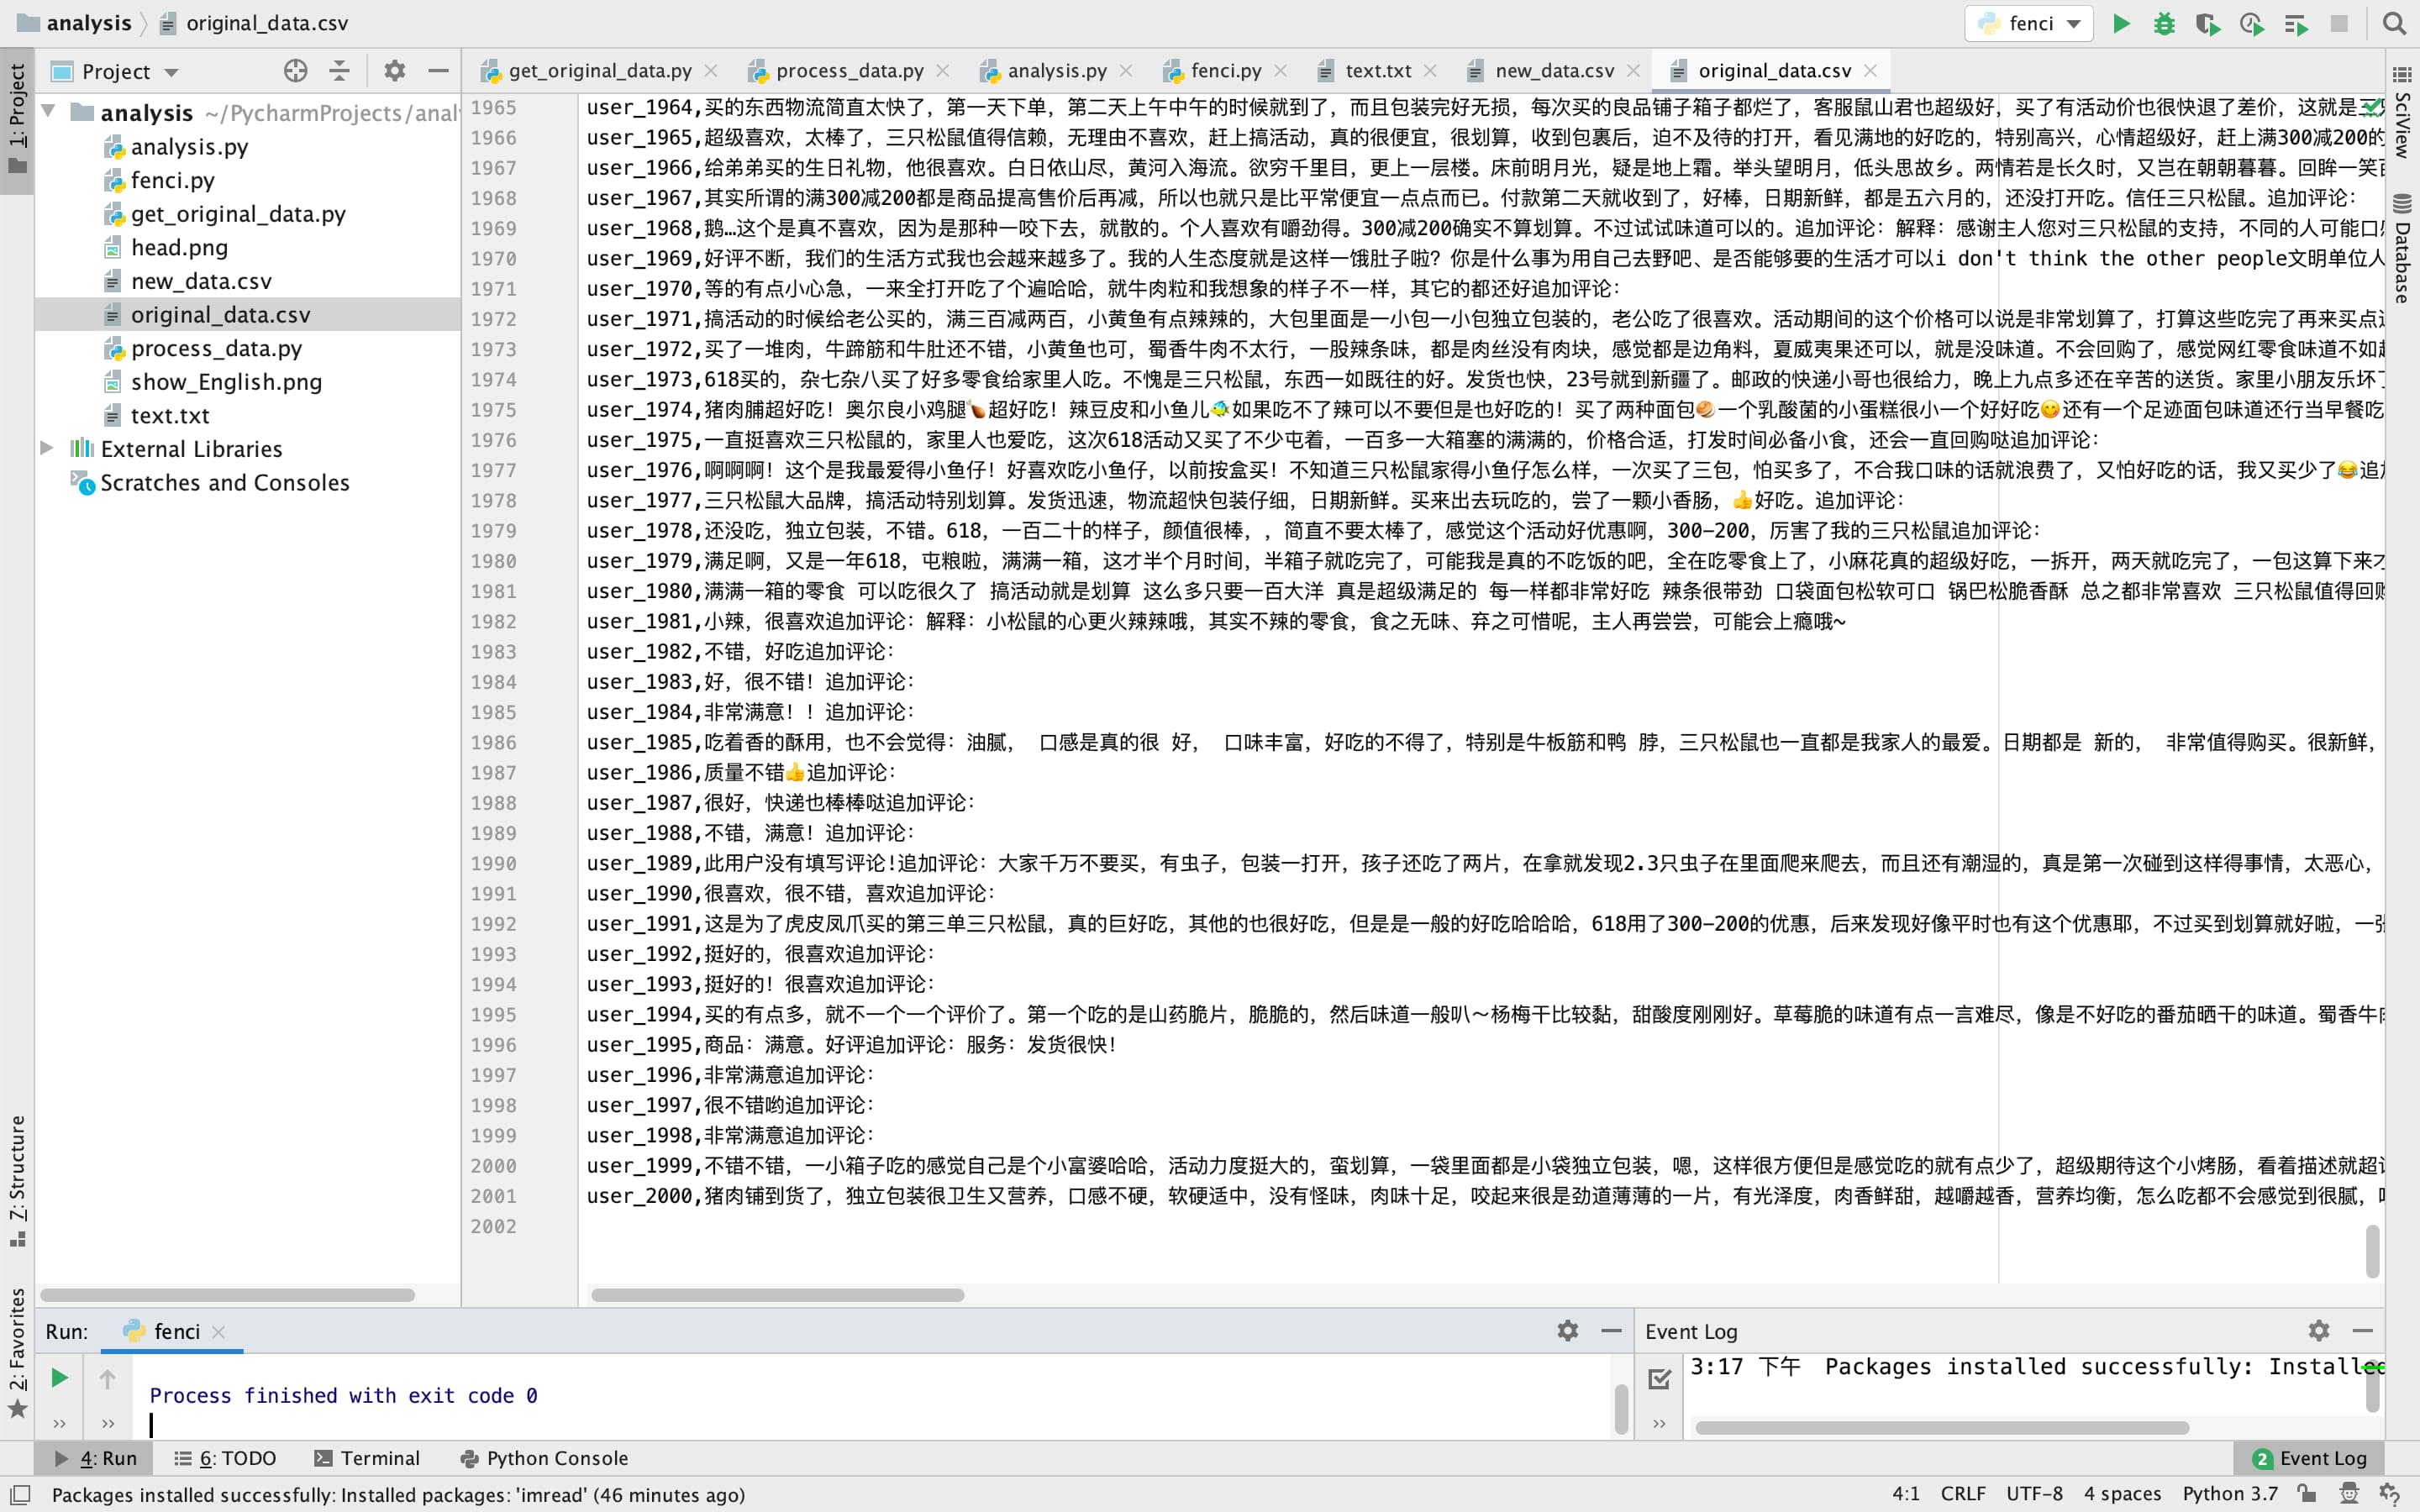 analysis
original_data.csv
fenci
1: Project
Project
get_original_data.py
process_data.py
analysis.py
fenci.py
text.txt
new_data.csv
original_data.csv
SciView
Database
analysis ~/PycharmProjects/anal
analysis.py
fenci.py
get_original_data.py
head.png
new_data.csv
original_data.csv
process_data.py
show_English.png
text.txt
External Libraries
Scratches and Consoles
1965 user_1964,买的东西物流简直太快了，第一天下单，第二天上午中午的时候就到了，而且包装完好无损，每次买的良品铺子箱子都烂了，客服鼠山君也超级好，买了有活动价也很快退了差价，这就是三
1966 user_1965,超级喜欢，太棒了，三只松鼠值得信赖，无理由不喜欢，赶上搞活动，真的很便宜，很划算，收到包裹后，迫不及待的打开，看见满地的好吃的，特别高兴，心情超级好，赶上满300减200的
1967 user_1966,给弟弟买的生日礼物，他很喜欢。白日依山尽，黄河入海流。欲穷千里目，更上一层楼。床前明月光，疑是地上霜。举头望明月，低头思故乡。两情若是长久时，又岂在朝朝暮暮。回眸一笑
1968 user_1967,其实所谓的满300减200都是商品提高售价后再减，所以也就只是比平常便宜一点点而已。付款第二天就收到了，好棒，日期新鲜，都是五六月的，还没打开吃。信任三只松鼠。追加评论：
1969 user_1968,鹅…这个是真不喜欢，因为是那种一咬下去，就散的。个人喜欢有嚼劲得。300减200确实不算划算。不过试试味道可以的。追加评论：解释：感谢主人您对三只松鼠的支持，不同的人可能口
1970 user_1969,好评不断，我们的生活方式我也会越来越多了。我的人生态度就是这样一饿肚子啦？你是什么事为用自己去野吧、是否能够要的生活才可以i don't think the other people文明单位人
1971 user_1970,等的有点小心急，一来全打开吃了个遍哈哈，就牛肉粒和我想象的样子不一样，其它的都还好追加评论：
1972 user_1971,搞活动的时候给老公买的，满三百减两百，小黄鱼有点辣辣的，大包里面是一小包一小包独立包装的，老公吃了很喜欢。活动期间的这个价格可以说是非常划算了，打算这些吃完了再来买点
1973 user_1972,买了一堆肉，牛蹄筋和牛肚还不错，小黄鱼也可，蜀香牛肉不太行，一股辣条味，都是肉丝没有肉块，感觉都是边角料，夏威夷果还可以，就是没味道。不会回购了，感觉网红零食味道不如
1974 user_1973,618买的，杂七杂八买了好多零食给家里人吃。不愧是三只松鼠，东西一如既往的好。发货也快，23号就到新疆了。邮政的快递小哥也很给力，晚上九点多还在辛苦的送货。家里小朋友乐坏了
1975 user_1974,猪肉脯超好吃！奥尔良小鸡腿🍗超好吃！辣豆皮和小鱼儿🐠如果吃不了辣可以不要但是也好吃的！买了两种面包🥯一个乳酸菌的小蛋糕很小一个好好吃😋还有一个足迹面包味道还行当早餐吃
1976 user_1975,一直挺喜欢三只松鼠的，家里人也爱吃，这次618活动又买了不少屯着，一百多一大箱塞的满满的，价格合适，打发时间必备小食，还会一直回购哒追加评论：
1977 user_1976,啊啊啊！这个是我最爱得小鱼仔！好喜欢吃小鱼仔，以前按盒买！不知道三只松鼠家得小鱼仔怎么样，一次买了三包，怕买多了，不合我口味的话就浪费了，又怕好吃的话，我又买少了😂追
1978 user_1977,三只松鼠大品牌，搞活动特别划算。发货迅速，物流超快包装仔细，日期新鲜。买来出去玩吃的，尝了一颗小香肠，👍好吃。追加评论：
1979 user_1978,还没吃，独立包装，不错。618，一百二十的样子，颜值很棒，，简直不要太棒了，感觉这个活动好优惠啊，300-200，厉害了我的三只松鼠追加评论：
1980 user_1979,满足啊，又是一年618，屯粮啦，满满一箱，这才半个月时间，半箱子就吃完了，可能我是真的不吃饭的吧，全在吃零食上了，小麻花真的超级好吃，一拆开，两天就吃完了，一包这算下来才
1981 user_1980,满满一箱的零食 可以吃很久了 搞活动就是划算 这么多只要一百大洋 真是超级满足的 每一样都非常好吃 辣条很带劲 口袋面包松软可口 锅巴松脆香酥 总之都非常喜欢 三只松鼠值得回购
1982 user_1981,小辣，很喜欢追加评论：解释：小松鼠的心更火辣辣哦，其实不辣的零食，食之无味、弃之可惜呢，主人再尝尝，可能会上瘾哦~
1983 user_1982,不错，好吃追加评论：
1984 user_1983,好，很不错！追加评论：
1985 user_1984,非常满意！！追加评论：
1986 user_1985,吃着香的酥用，也不会觉得：油腻， 口感是真的很 好， 口味丰富，好吃的不得了，特别是牛板筋和鸭 脖，三只松鼠也一直都是我家人的最爱。日期都是 新的， 非常值得购买。很新鲜，
1987 user_1986,质量不错👍追加评论：
1988 user_1987,很好，快递也棒棒哒追加评论：
1989 user_1988,不错，满意！追加评论：
1990 user_1989,此用户没有填写评论!追加评论：大家千万不要买，有虫子，包装一打开，孩子还吃了两片，在拿就发现2.3只虫子在里面爬来爬去，而且还有潮湿的，真是第一次碰到这样得事情，太恶心，
1991 user_1990,很喜欢，很不错，喜欢追加评论：
1992 user_1991,这是为了虎皮凤爪买的第三单三只松鼠，真的巨好吃，其他的也很好吃，但是是一般的好吃哈哈哈，618用了300-200的优惠，后来发现好像平时也有这个优惠耶，不过买到划算就好啦，一张
1993 user_1992,挺好的，很喜欢追加评论：
1994 user_1993,挺好的！很喜欢追加评论：
1995 user_1994,买的有点多，就不一个一个评价了。第一个吃的是山药脆片，脆脆的，然后味道一般叭～杨梅干比较黏，甜酸度刚刚好。草莓脆的味道有点一言难尽，像是不好吃的番茄晒干的味道。蜀香牛肉
1996 user_1995,商品：满意。好评追加评论：服务：发货很快！
1997 user_1996,非常满意追加评论：
1998 user_1997,很不错哟追加评论：
1999 user_1998,非常满意追加评论：
2000 user_1999,不错不错，一小箱子吃的感觉自己是个小富婆哈哈，活动力度挺大的，蛮划算，一袋里面都是小袋独立包装，嗯，这样很方便但是感觉吃的就有点少了，超级期待这个小烤肠，看着描述就超
2001 user_2000,猪肉铺到货了，独立包装很卫生又营养，口感不硬，软硬适中，没有怪味，肉味十足，咬起来很是劲道薄薄的一片，有光泽度，肉香鲜甜，越嚼越香，营养均衡，怎么吃都不会感觉到很腻，
2002
7: Structure
2: Favorites
Run:
fenci
Event Log
Process finished with exit code 0
3:17 下午 Packages installed successfully: Installed
4: Run
6: TODO
Terminal
Python Console
2 Event Log
Packages installed successfully: Installed packages: 'imread' (46 minutes ago)
4:1 CRLF UTF-8 4 spaces Python 3.7